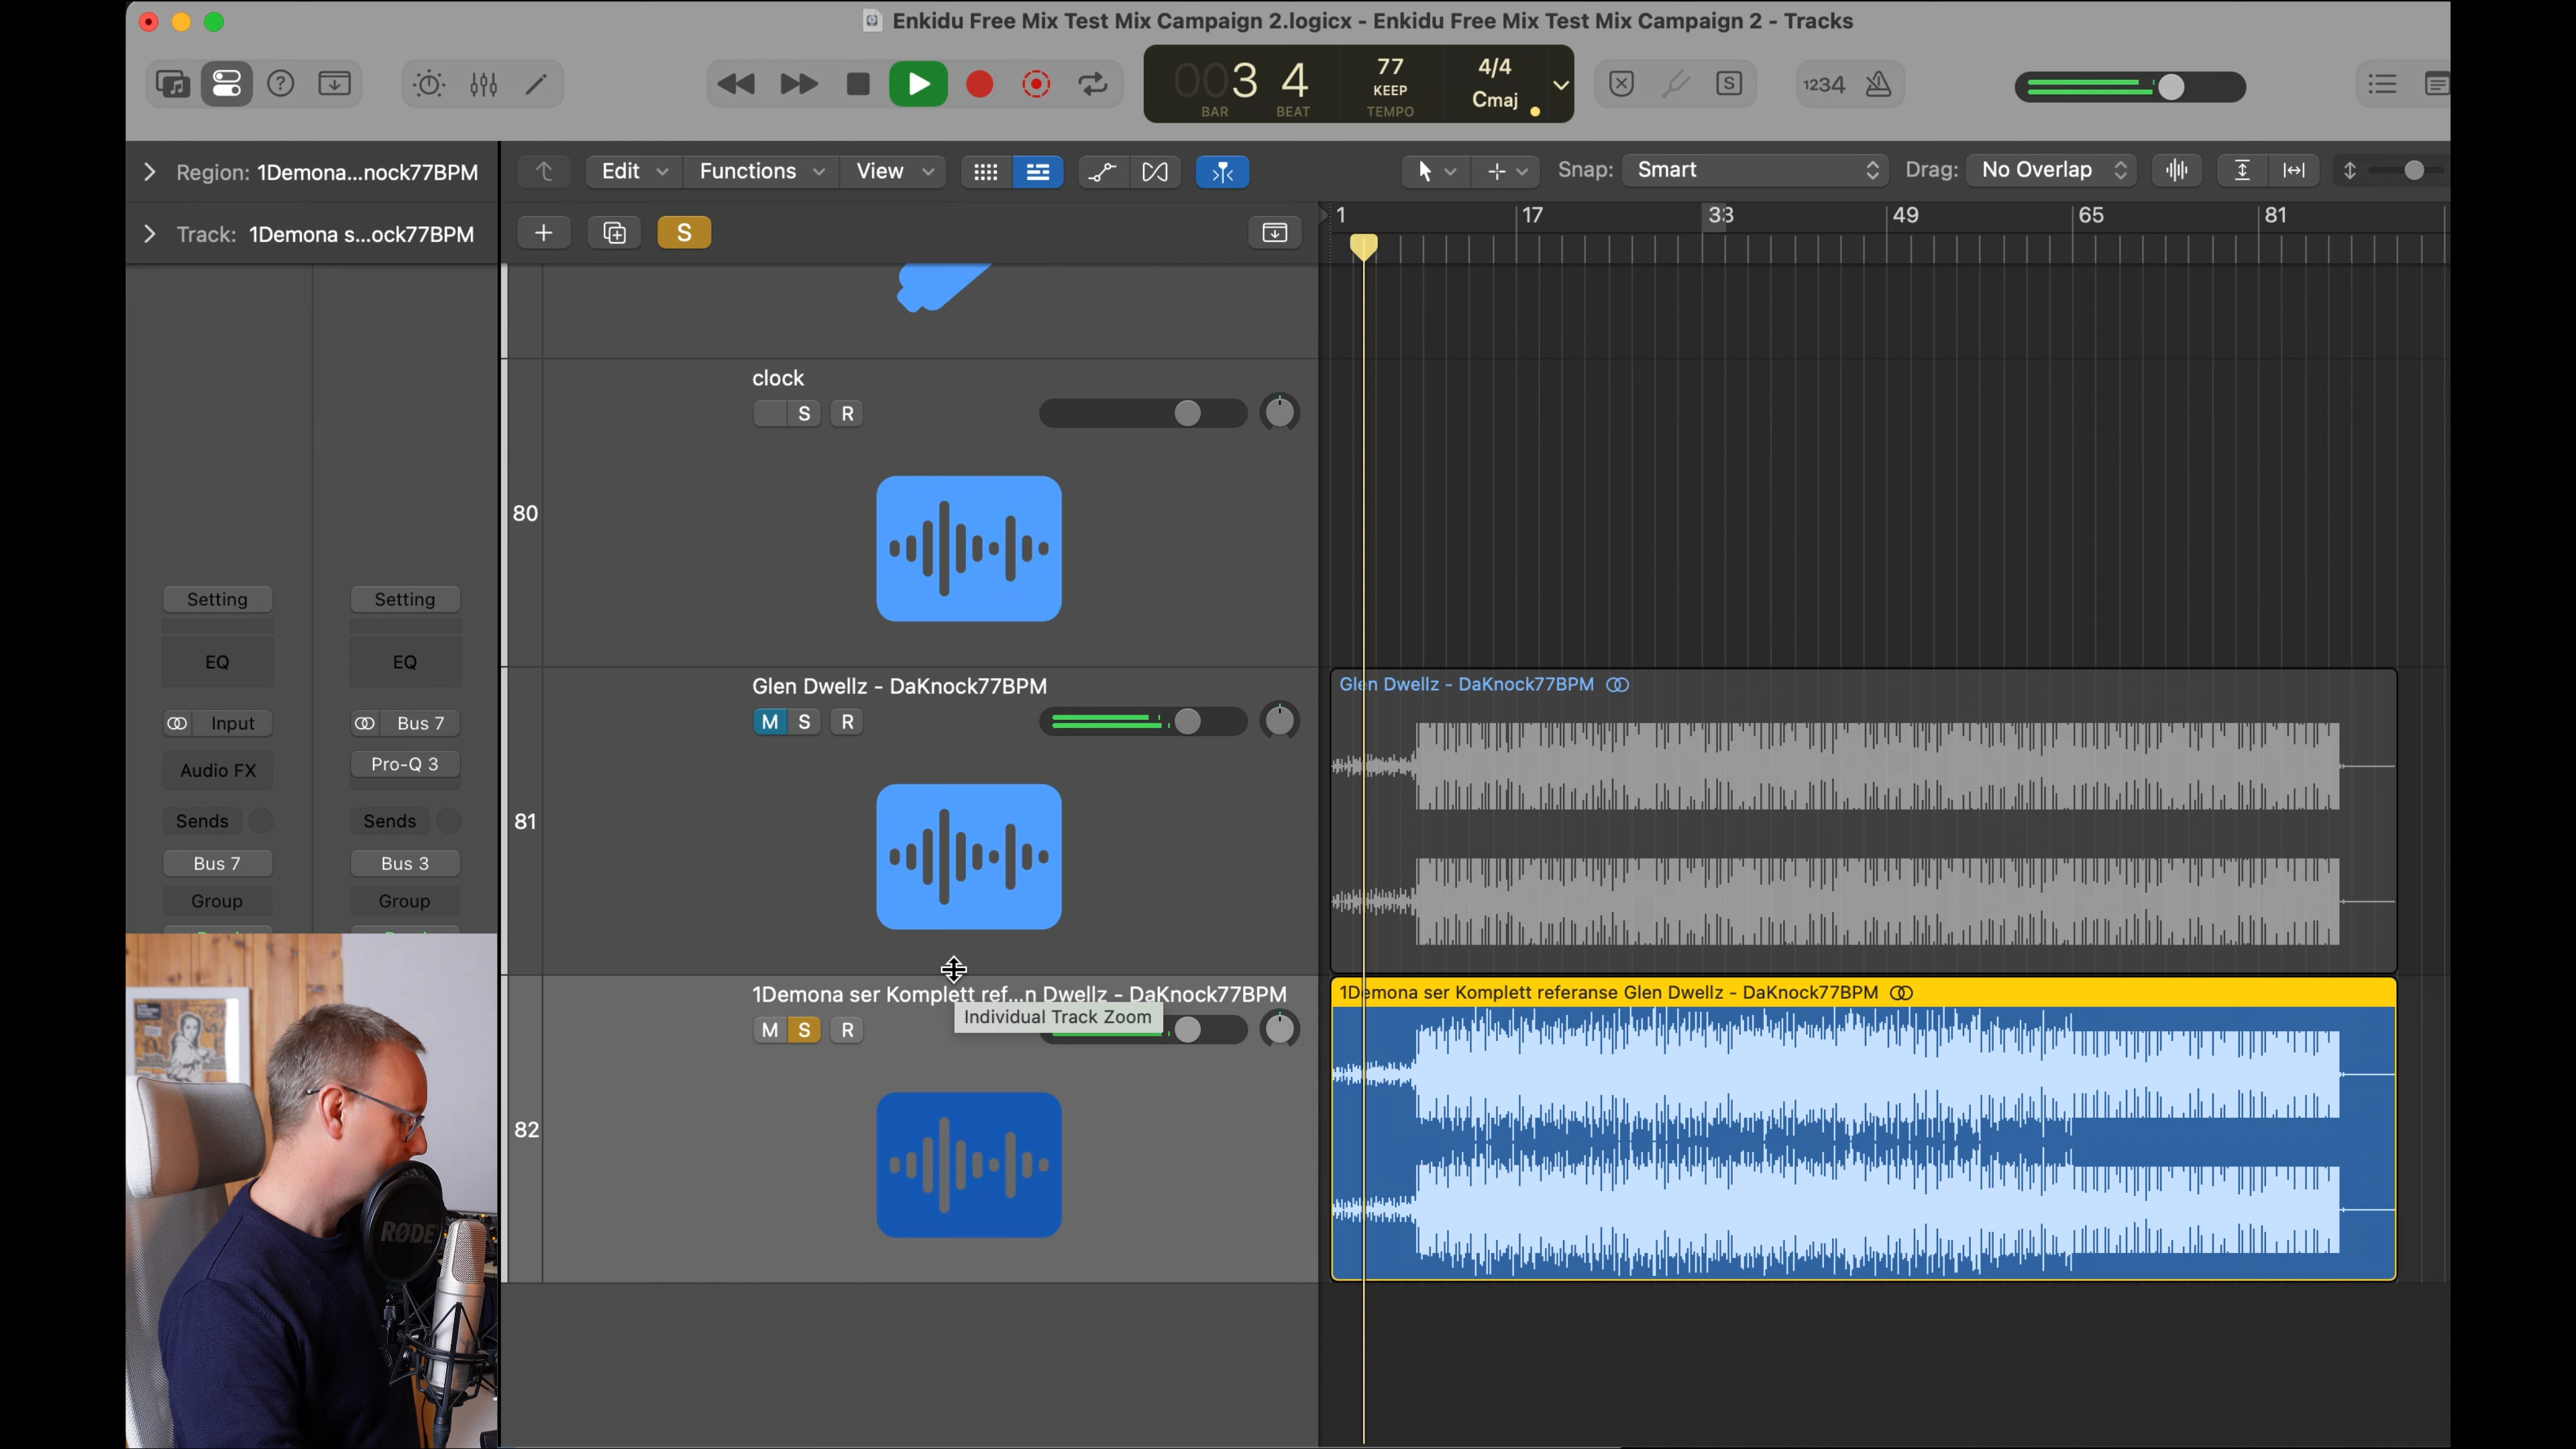 Enkidu Free Mix Test Mix Campaign 2.logicx - Enkidu Free Mix Test Mix Campaign 2 - Tracks
003 4
BAR BEAT
77
KEEP
TEMPO
4/4
Cmaj
S
1234
Region: 1Demona...nock77BPM
Edit
Functions
View
Snap: Smart
Drag: No Overlap
Track: 1Demona s...ock77BPM
S
1 17 33 49 65 81
clock
S R
80
Glen Dwellz - DaKnock77BPM
M S R
81
Glen Dwellz - DaKnock77BPM
1Demona ser Komplett ref...n Dwellz - DaKnock77BPM
Individual Track Zoom
M S R
82
1Demona ser Komplett referanse Glen Dwellz - DaKnock77BPM
Setting Setting
EQ EQ
Input Bus 7
Audio FX Pro-Q 3
Sends Sends
Bus 7 Bus 3
Group Group
RØDE